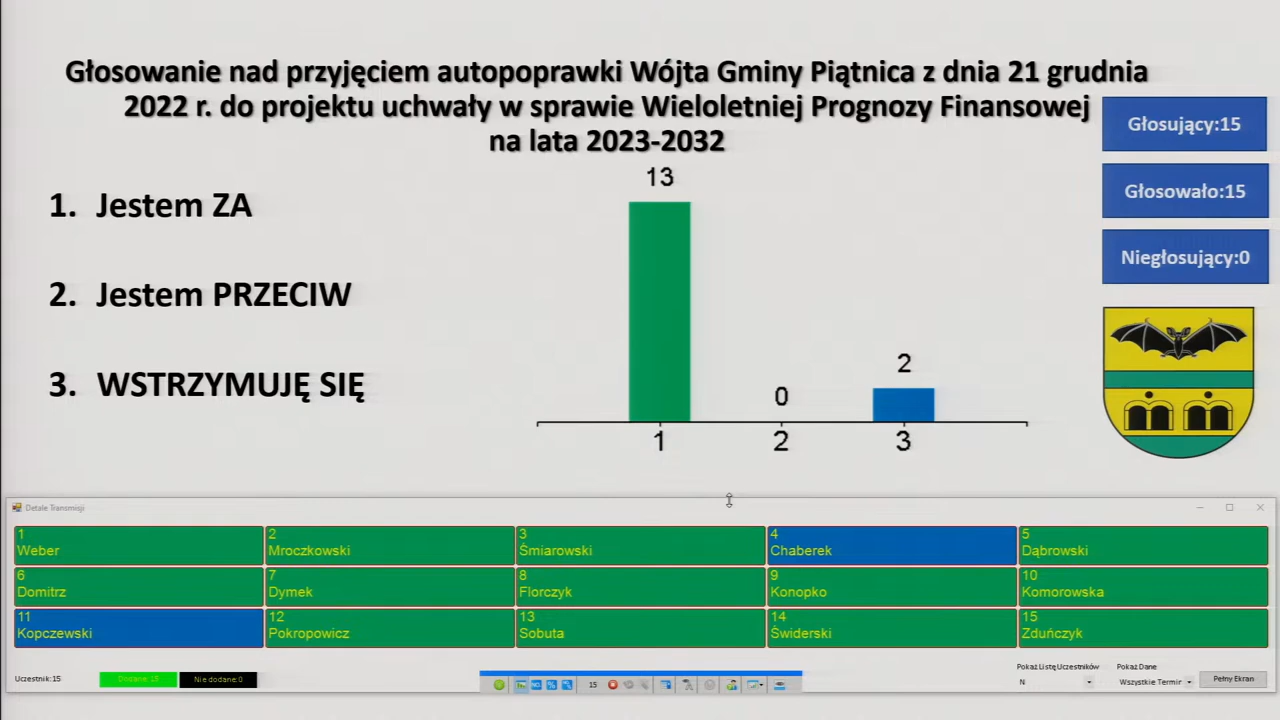 Głosowanie nad przyjęciem autopoprawki Wójta Gminy Piątnica z dnia 21 grudnia
2022 r. do projektu uchwały w sprawie Wieloletniej Prognozy Finansowej
na lata 2023-2032
Głosujący:15
Głosowało:15
Niegłosujący:0
1. Jestem ZA
2. Jestem PRZECIW
3. WSTRZYMUJĘ SIĘ
13
0
2
1 2 3
Detale Transmisji
1
Weber
2
Mroczkowski
3
Śmiarowski
4
Chaberek
5
Dąbrowski
6
Domitrz
7
Dymek
8
Florczyk
9
Konopko
10
Komorowska
11
Kopczewski
12
Pokropowicz
13
Sobuta
14
Świderski
15
Zduńczyk
Uczestnik:15
Dodane:15
Nie dodane:0
15
Pokaż Listę Uczestników
N
Pokaż Dane
Wszystkie Termir
Pełny Ekran